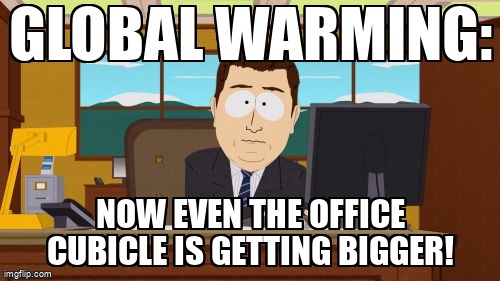 GLOBAL WARMING:
NOW EVEN THE OFFICE
CUBICLE IS GETTING BIGGER!
imgflip.com